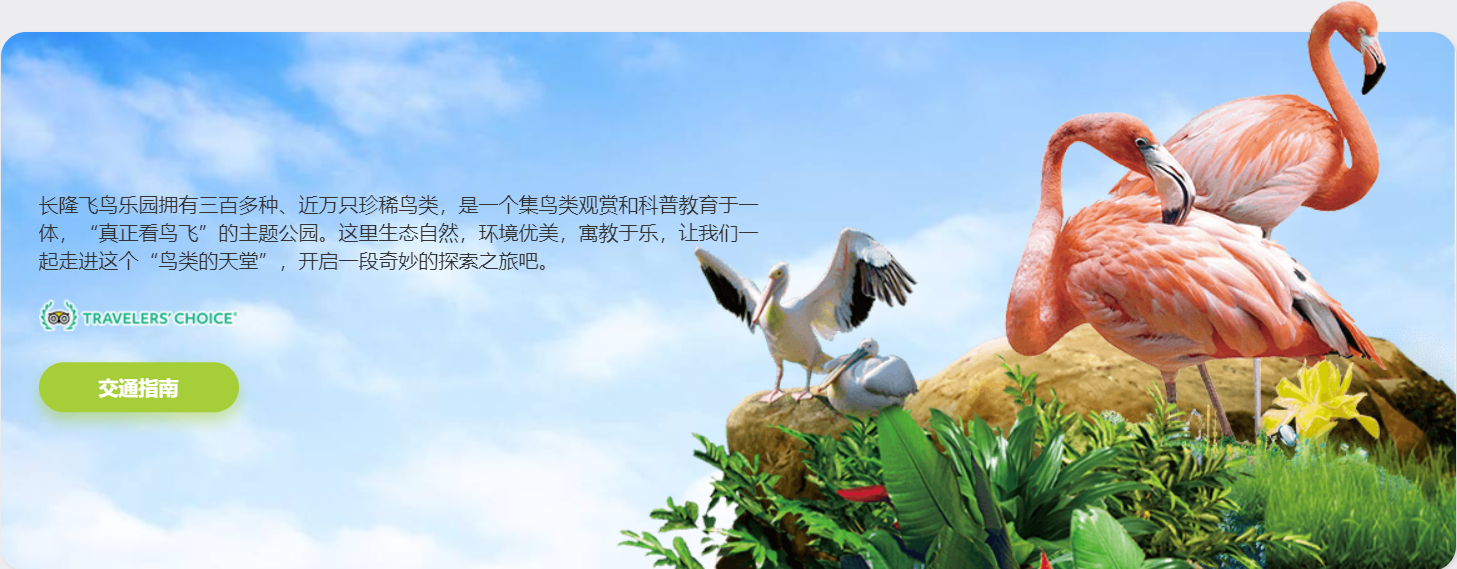 长隆飞鸟乐园拥有三百多种、近万只珍稀鸟类，是一个集鸟类观赏和科普教育于一
体，“真正看鸟飞”的主题公园。这里生态自然，环境优美，寓教于乐，让我们一
起走进这个“鸟类的天堂”，开启一段奇妙的探索之旅吧。
TRAVELERS' CHOICE®
交通指南